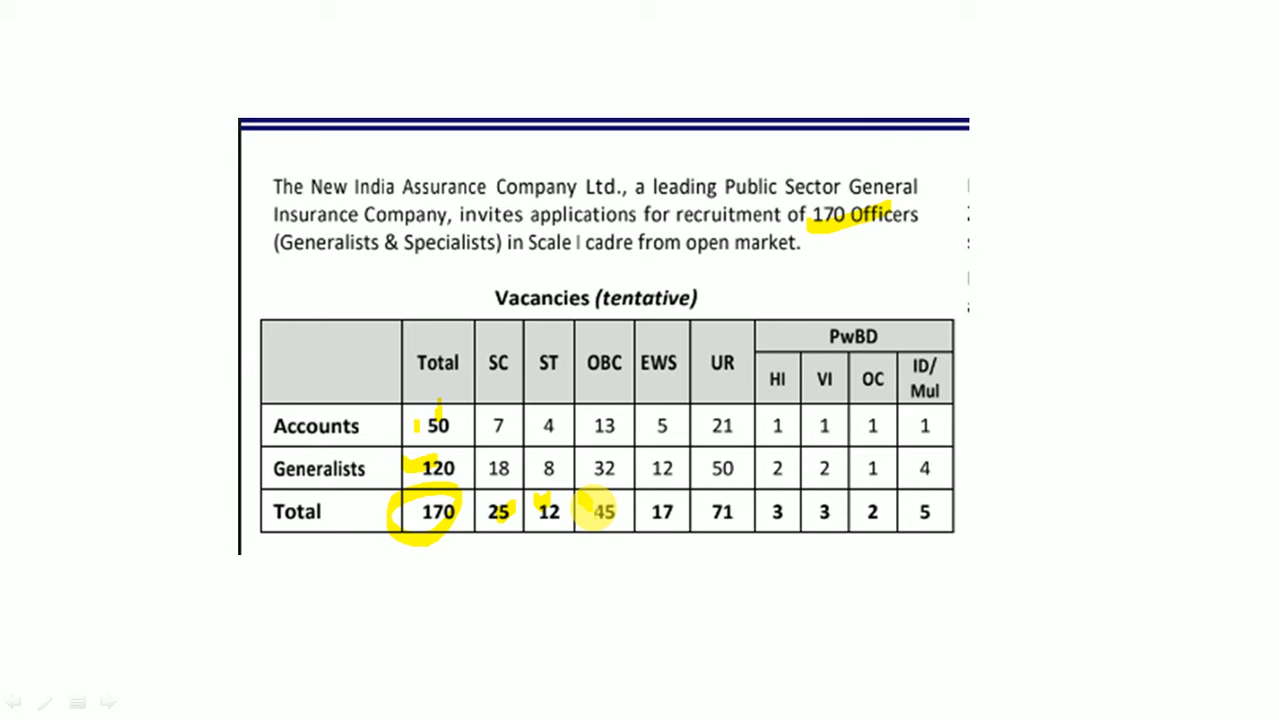 The New India Assurance Company Ltd., a leading Public Sector General
Insurance Company, invites applications for recruitment of 170 Officers
(Generalists & Specialists) in Scale I cadre from open market.
Vacancies (tentative)
PwBD
Total SC ST OBC EWS UR HI VI OC ID/
Mul
Accounts 50 7 4 13 5 21 1 1 1 1
Generalists 120 18 8 32 12 50 2 2 1 4
Total 170 25 12 45 17 71 3 3 2 5